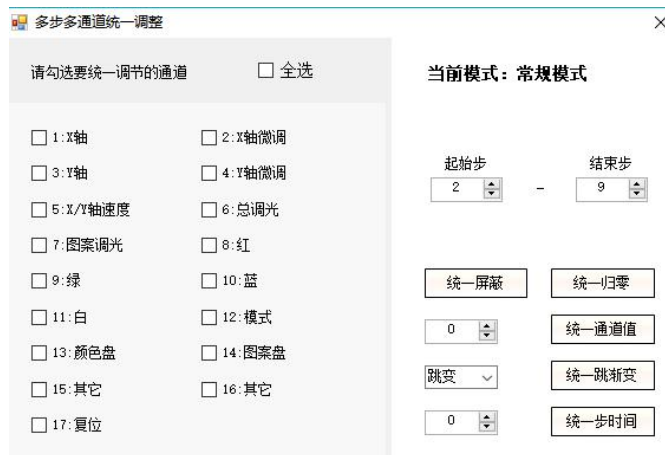 多步多通道统一调整
请勾选要统一调节的通道
全选
1:X轴
2:X轴微调
3:Y轴
4:Y轴微调
5:X/Y轴速度
6:总调光
7:图案调光
8:红
9:绿
10:蓝
11:白
12:模式
13:颜色盘
14:图案盘
15:其它
16:其它
17:复位
当前模式：常规模式
起始步
结束步
2
-
9
统一屏蔽
统一归零
0
统一通道值
跳变
统一跳渐变
0
统一步时间